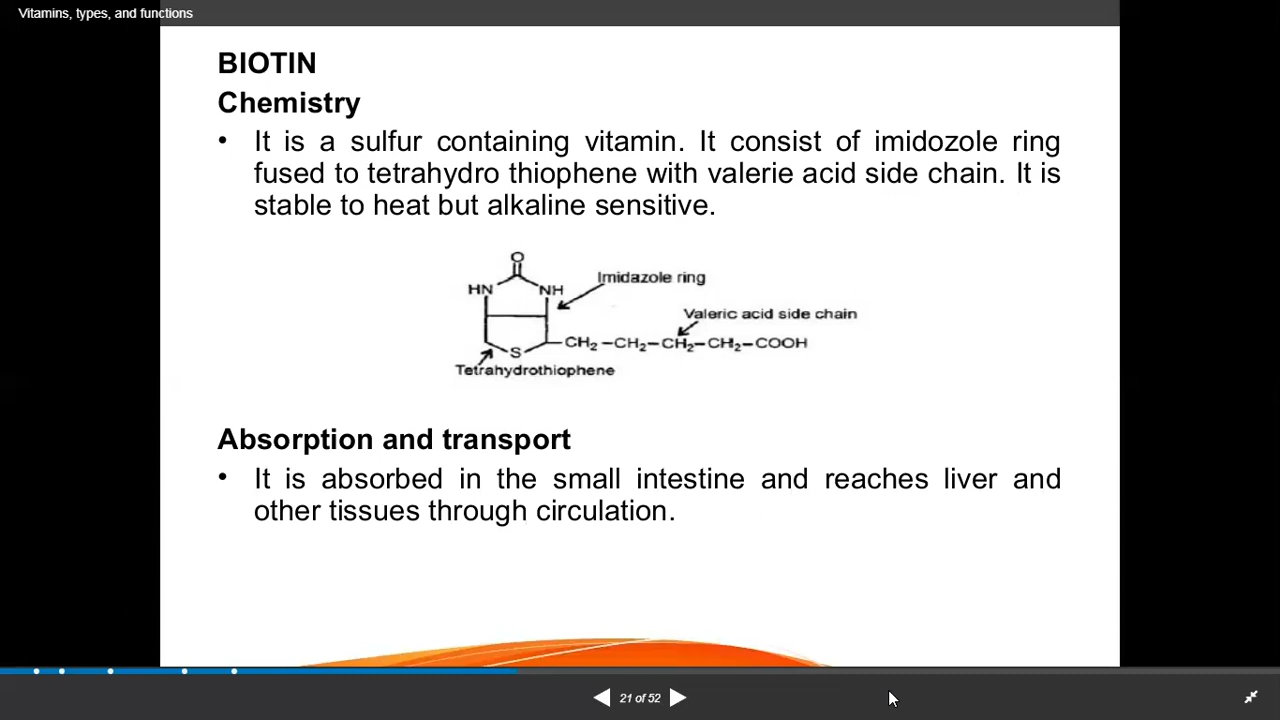 Vitamins, types, and functions
BIOTIN
Chemistry
• It is a sulfur containing vitamin. It consist of imidozole ring
fused to tetrahydro thiophene with valerie acid side chain. It is
stable to heat but alkaline sensitive.
O
HN
NH
Imidazole ring
Valeric acid side chain
S
CH₂-CH₂-CH₂-CH₂-COOH
Tetrahydrothiophene
Absorption and transport
• It is absorbed in the small intestine and reaches liver and
other tissues through circulation.
21 of 52